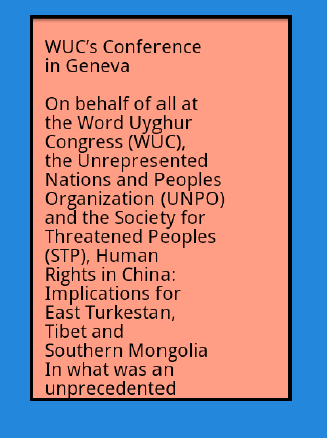 WUC's Conference
in Geneva

On behalf of all at
the Word Uyghur
Congress (WUC),
the Unrepresented
Nations and Peoples
Organization (UNPO)
and the Society for
Threatened Peoples
(STP), Human
Rights in China:
Implications for
East Turkestan,
Tibet and
Southern Mongolia
In what was an
unprecedented